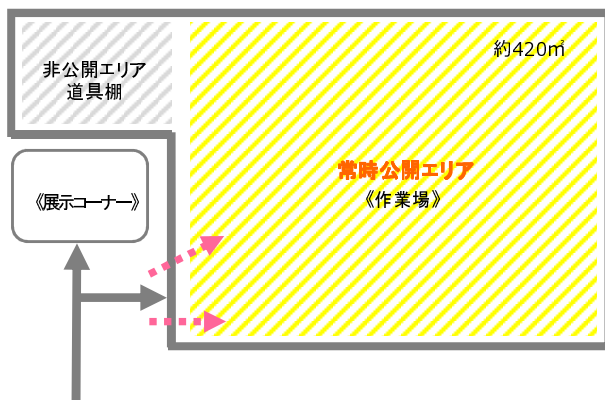 約420㎡
非公開エリア
道具棚
常時公開エリア
《作業場》
《展示コーナー》